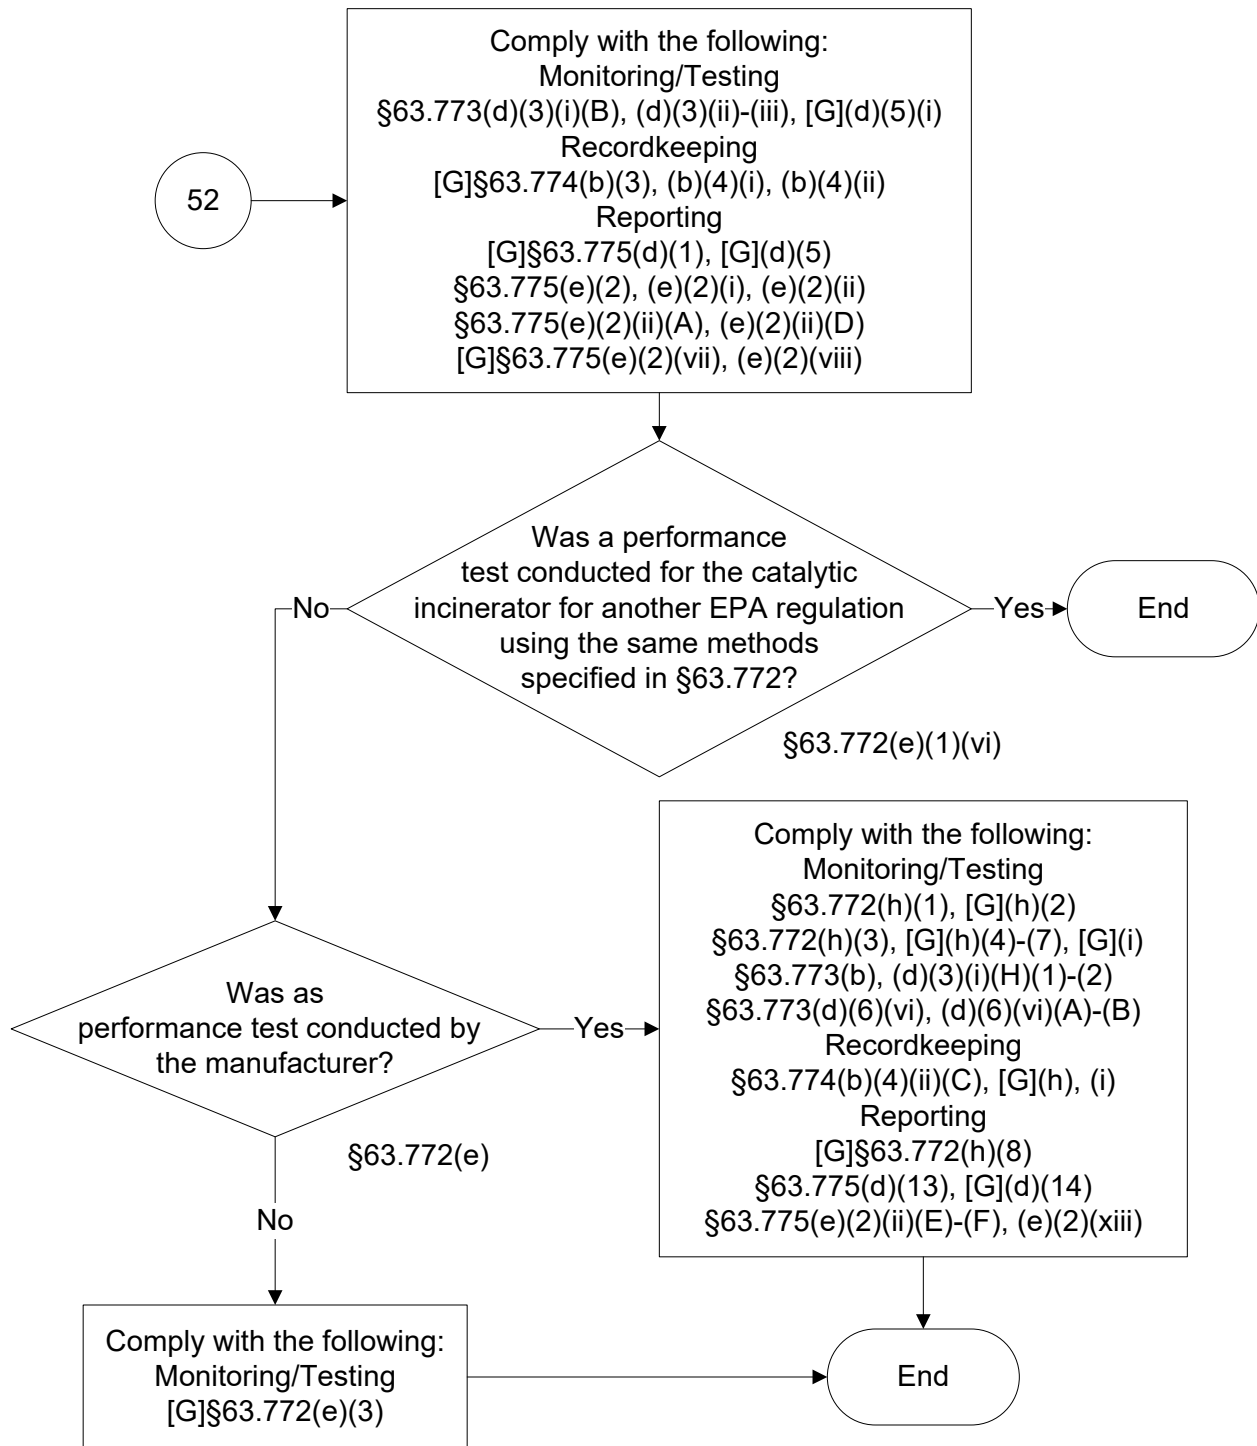 Comply with the following:
Monitoring/Testing
§63.773(d)(3)(i)(B), (d)(3)(ii)-(iii), [G](d)(5)(i)
Recordkeeping
[G]§63.774(b)(3), (b)(4)(i), (b)(4)(ii)
Reporting
[G]§63.775(d)(1), [G](d)(5)
§63.775(e)(2), (e)(2)(i), (e)(2)(ii)
§63.775(e)(2)(ii)(A), (e)(2)(ii)(D)
[G]§63.775(e)(2)(vii), (e)(2)(viii)
52
Was a performance
test conducted for the catalytic
incinerator for another EPA regulation
using the same methods
specified in §63.772?
No
Yes
End
§63.772(e)(1)(vi)
Comply with the following:
Monitoring/Testing
§63.772(h)(1), [G](h)(2)
§63.772(h)(3), [G](h)(4)-(7), [G](i)
§63.773(b), (d)(3)(i)(H)(1)-(2)
§63.773(d)(6)(vi), (d)(6)(vi)(A)-(B)
Recordkeeping
§63.774(b)(4)(ii)(C), [G](h), (i)
Reporting
[G]§63.772(h)(8)
§63.775(d)(13), [G](d)(14)
§63.775(e)(2)(ii)(E)-(F), (e)(2)(xiii)
Was as
performance test conducted by
the manufacturer?
Yes
§63.772(e)
No
Comply with the following:
Monitoring/Testing
[G]§63.772(e)(3)
End